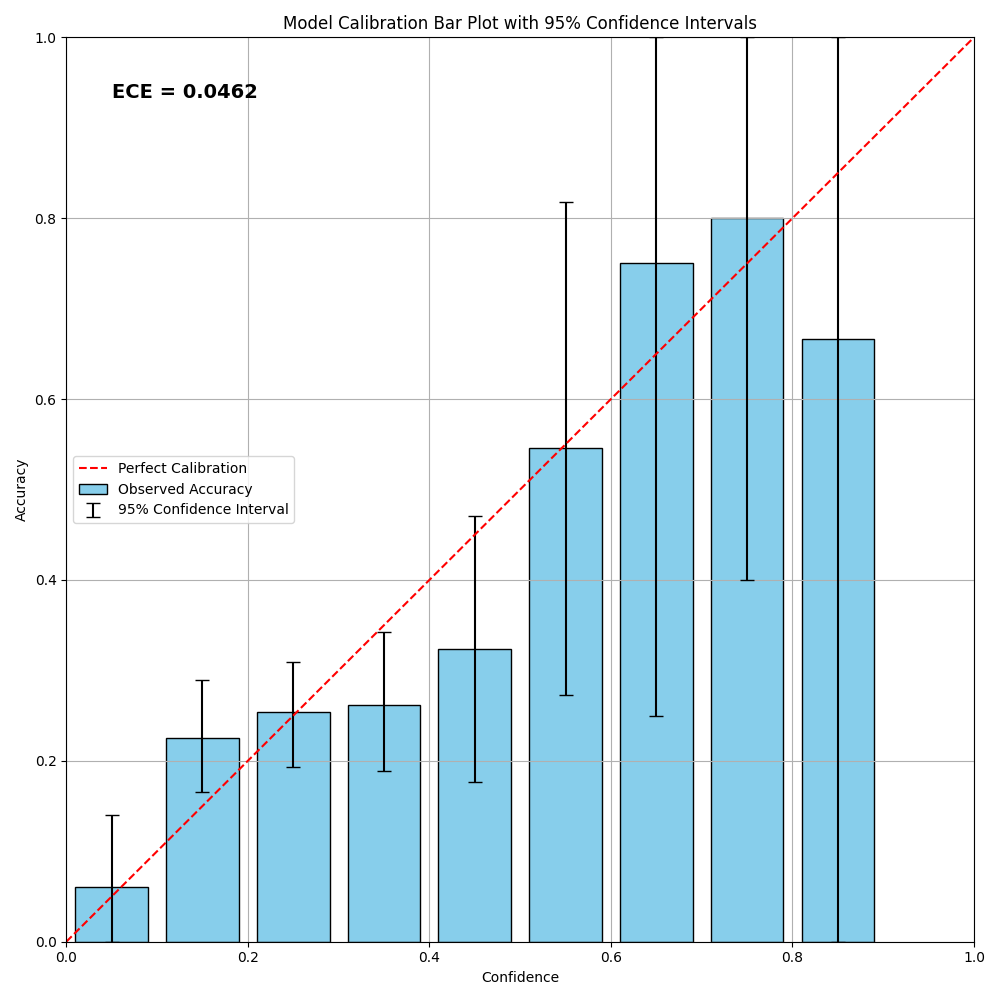 Model Calibration Bar Plot with 95% Confidence Intervals
1.0
ECE = 0.0462
0.8
0.6
Accuracy
Perfect Calibration
Observed Accuracy
95% Confidence Interval
0.4
0.2
0.0
0.0 0.2 0.4 0.6 0.8 1.0
Confidence